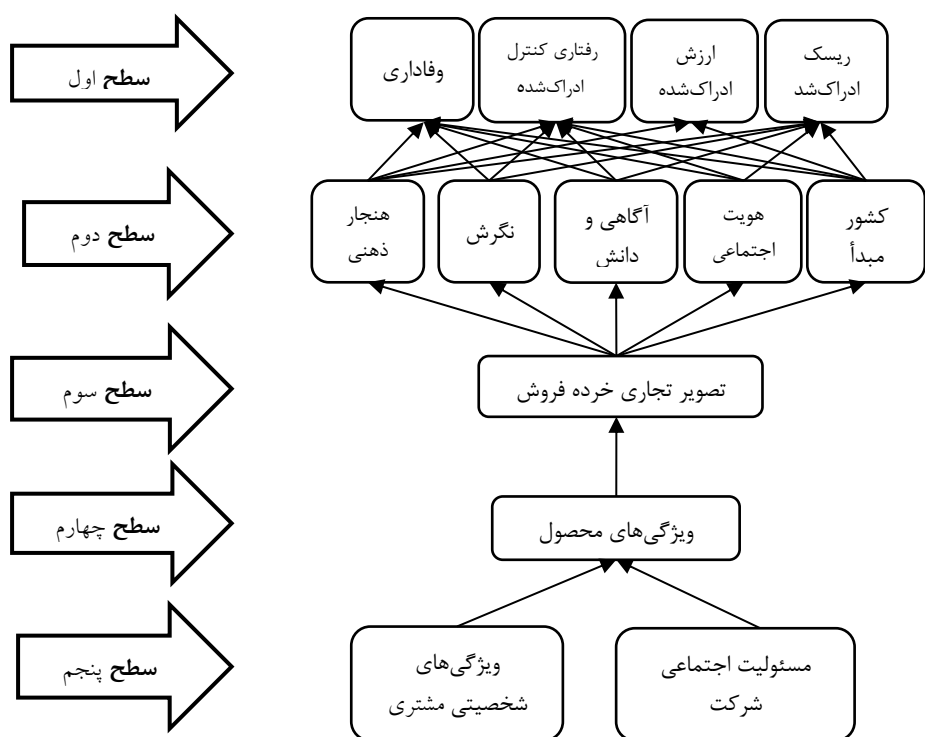 سطح اول
ریسک
ادراک‌شد
ارزش
ادراک‌شده
رفتاری کنترل
ادراک‌شده
وفاداری
سطح دوم
کشور
مبدأ
هویت
اجتماعی
آگاهی و
دانش
نگرش
هنجار
ذهنی
سطح سوم
تصویر تجاری خرده فروش
سطح چهارم
ویژگی‌های محصول
سطح پنجم
مسئولیت اجتماعی
شرکت
ویژگی‌های
شخصیتی مشتری